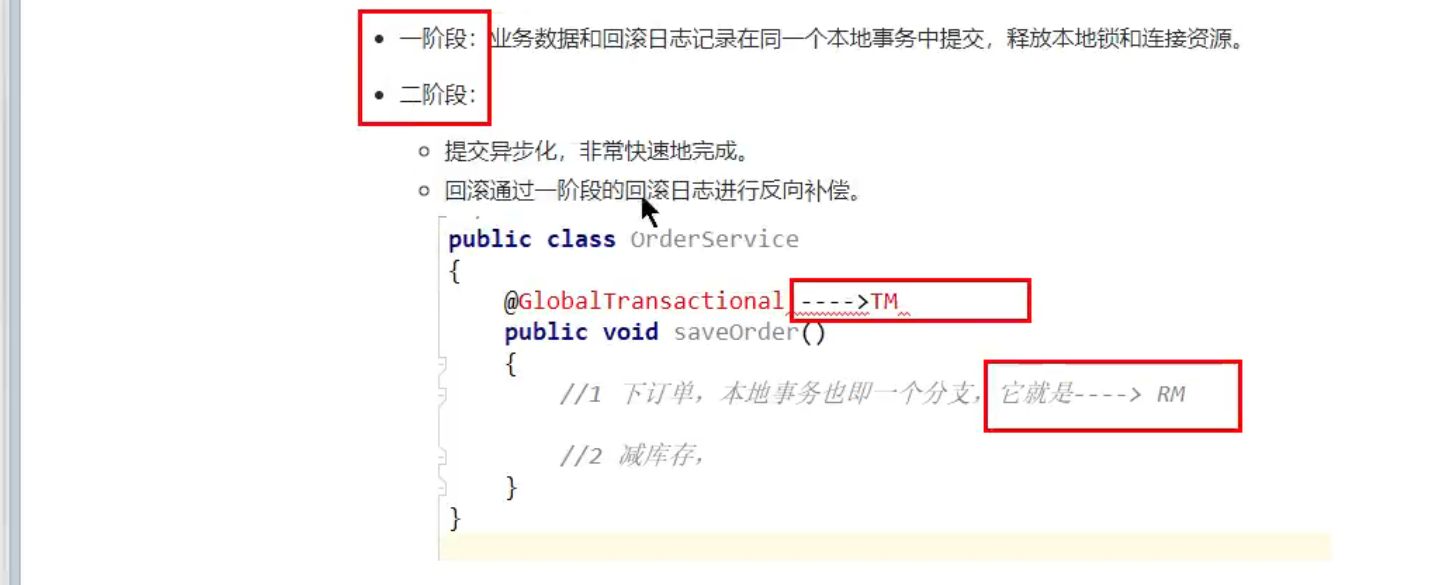 • 一阶段：业务数据和回滚日志记录在同一个本地事务中提交，释放本地锁和连接资源。
• 二阶段：
○ 提交异步化，非常快速地完成。
○ 回滚通过一阶段的回滚日志进行反向补偿。
public class OrderService
{
@GlobalTransactional ---->TM
public void saveOrder()
{
//1 下订单，本地事务也即一个分支，它就是----> RM
//2 减库存，
}
}